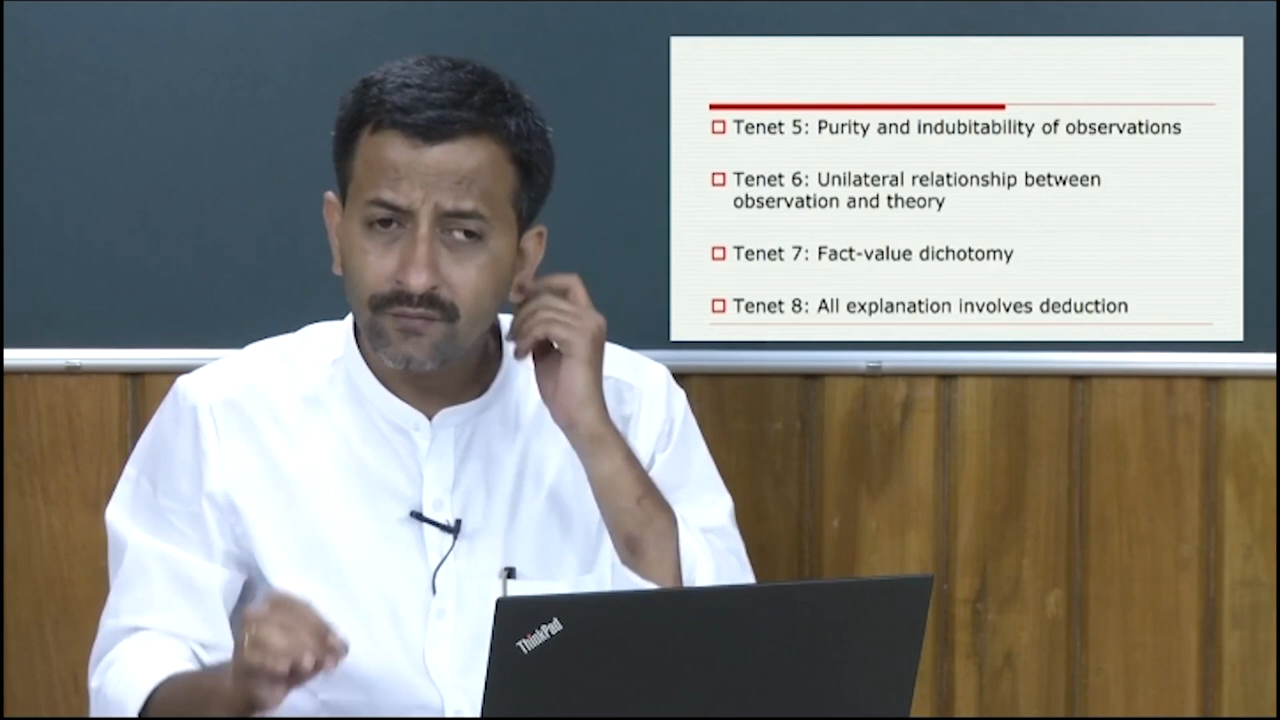 Tenet 5: Purity and indubitability of observations
Tenet 6: Unilateral relationship between
observation and theory
Tenet 7: Fact-value dichotomy
Tenet 8: All explanation involves deduction
ThinkPad